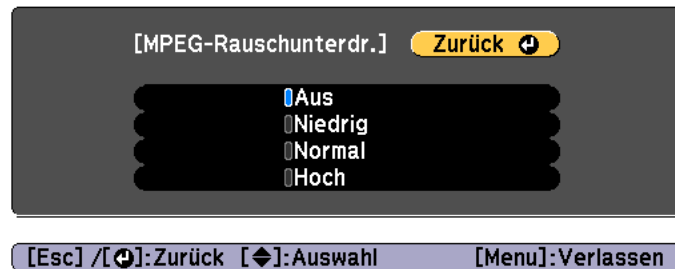 [MPEG-Rauschunterdr.] Zurück
Aus
Niedrig
Normal
Hoch
[Esc] /[⏎]:Zurück [◆]:Auswahl [Menu]:Verlassen